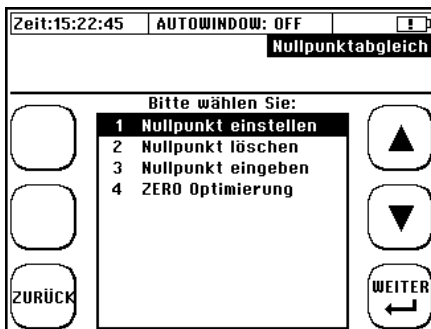 Zeit:15:22:45 AUTOWINDOW: OFF !
Nullpunktabgleich
Bitte wählen Sie:
1 Nullpunkt einstellen
2 Nullpunkt löschen
3 Nullpunkt eingeben
4 ZERO Optimierung
ZURÜCK
WEITER